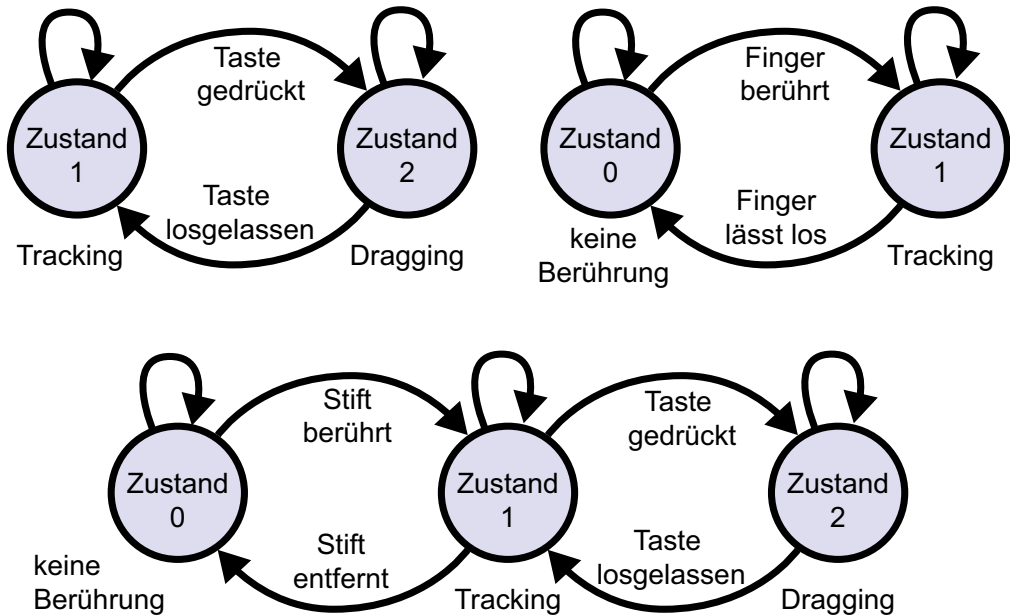 Taste
gedrückt
Zustand
1
Zustand
2
Taste
losgelassen
Tracking
Dragging
Finger
berührt
Zustand
0
Zustand
1
Finger
lässt los
keine
Berührung
Tracking
Stift
berührt
Taste
gedrückt
Zustand
0
Zustand
1
Zustand
2
Stift
entfernt
Taste
losgelassen
keine
Berührung
Tracking
Dragging